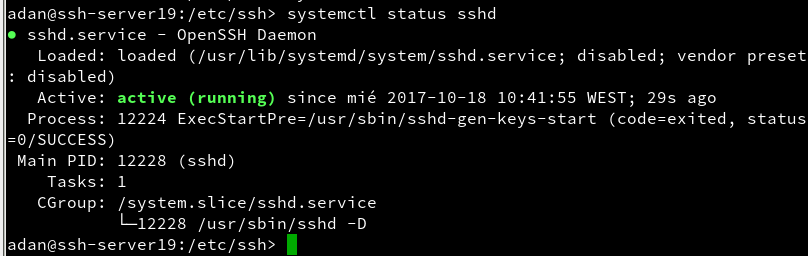 adan@ssh-server19:/etc/ssh> systemctl status sshd
● sshd.service - OpenSSH Daemon
   Loaded: loaded (/usr/lib/systemd/system/sshd.service; disabled; vendor preset
: disabled)
   Active: active (running) since mié 2017-10-18 10:41:55 WEST; 29s ago
  Process: 12224 ExecStartPre=/usr/sbin/sshd-gen-keys-start (code=exited, status
=0/SUCCESS)
 Main PID: 12228 (sshd)
    Tasks: 1
   CGroup: /system.slice/sshd.service
           └─12228 /usr/sbin/sshd -D
adan@ssh-server19:/etc/ssh>